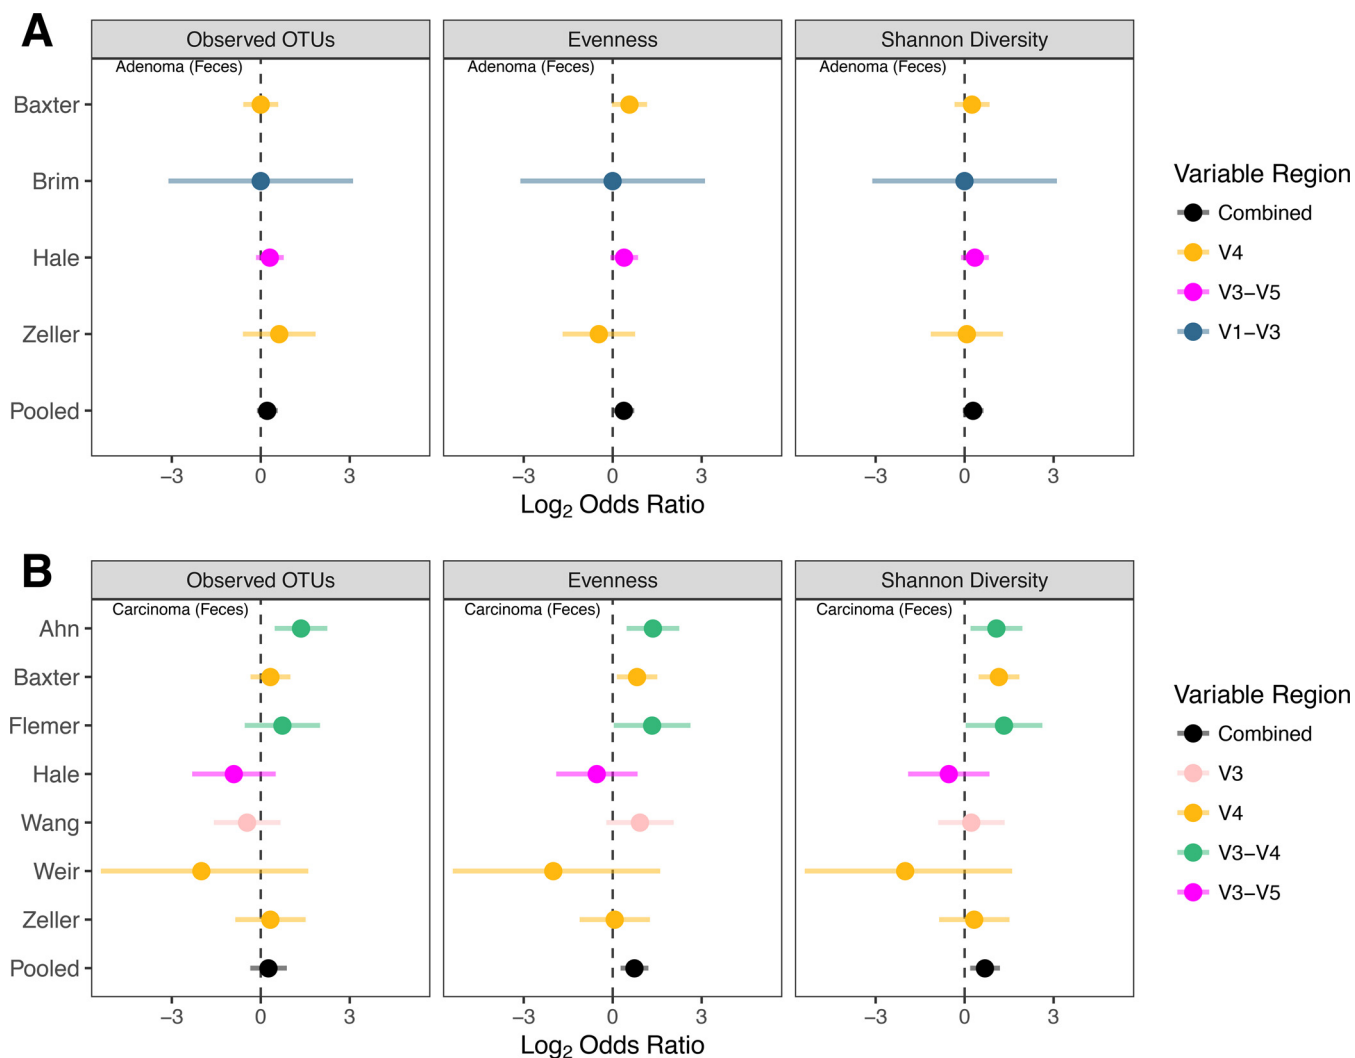 A
Observed OTUs Evenness Shannon Diversity
Adenoma (Feces) Adenoma (Feces) Adenoma (Feces)
Baxter
Brim
Hale
Zeller
Pooled
−3 0 3 −3 0 3 −3 0 3
Log2 Odds Ratio
Variable Region
Combined
V4
V3−V5
V1−V3
B
Observed OTUs Evenness Shannon Diversity
Carcinoma (Feces) Carcinoma (Feces) Carcinoma (Feces)
Ahn
Baxter
Flemer
Hale
Wang
Weir
Zeller
Pooled
−3 0 3 −3 0 3 −3 0 3
Log2 Odds Ratio
Variable Region
Combined
V3
V4
V3−V4
V3−V5